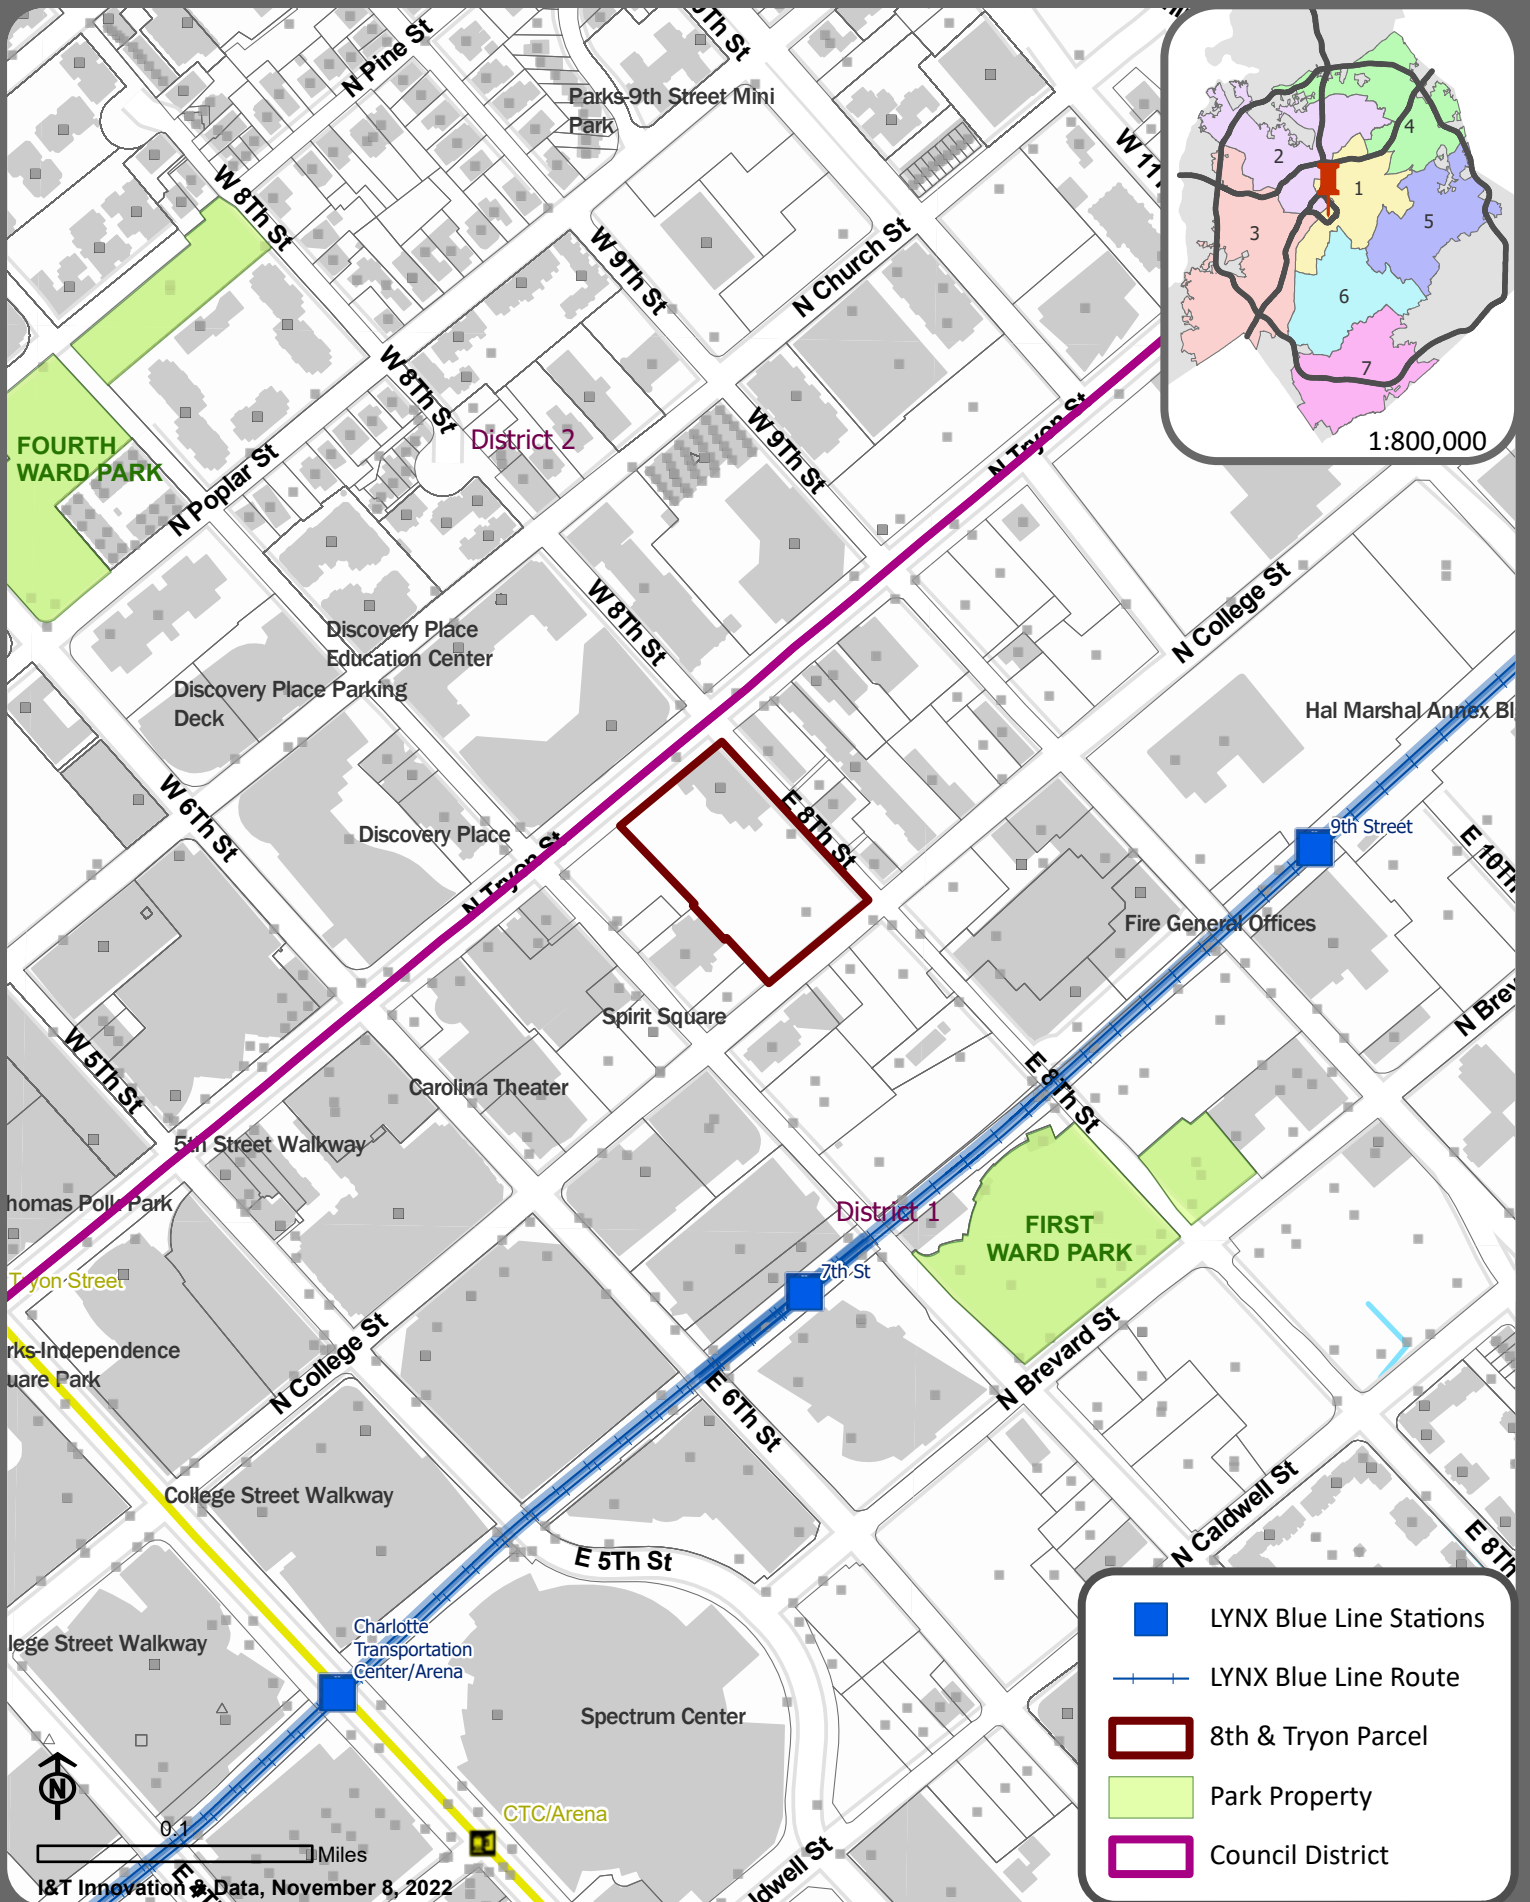 N Pine St
Parks-9th Street Mini
Park
W 8Th St
W 9Th St
N Church St
2
4
1
5
3
6
7
1:800,000
W 8Th St
District 2
W 9Th St
N Tryon St
FOURTH
WARD PARK
N Poplar St
W 8Th St
N College St
Discovery Place
Education Center
Discovery Place Parking
Deck
Hal Marshal Annex Bl
W 6Th St
Discovery Place
N Tryon St
E 8Th St
9th Street
E 10Th
Fire General Offices
Spirit Square
N Brev
W 5Th St
Carolina Theater
E 8Th St
5th Street Walkway
homas Polk Park
District 1
FIRST
WARD PARK
Tryon Street
7th St
rks-Independence
uare Park
N College St
N Brevard St
E 6Th St
College Street Walkway
N Caldwell St
E 5Th St
E 8Th
lege Street Walkway
Charlotte
Transportation
Center/Arena
Spectrum Center
CTC/Arena
ldwell St
N
0.1
Miles
E 4T
I&T Innovation & Data, November 8, 2022
LYNX Blue Line Stations
LYNX Blue Line Route
8th & Tryon Parcel
Park Property
Council District